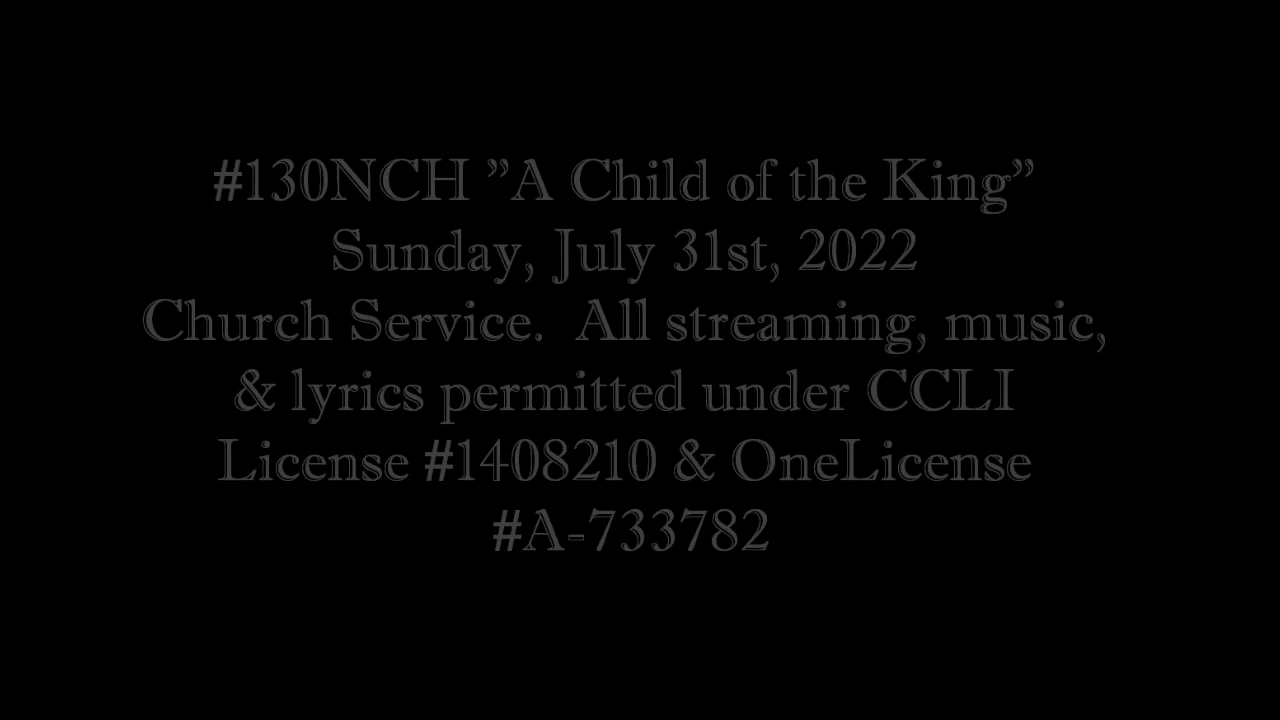 #130NCH ”A Child of the King”
Sunday, July 31st, 2022
Church Service.  All streaming, music,
& lyrics permitted under CCLI
License #1408210 & OneLicense
#A-733782